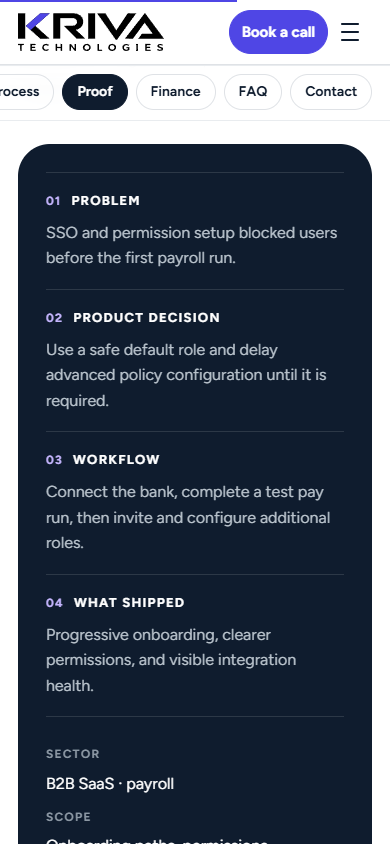 KRIVA
TECHNOLOGIES
Book a call
rocess
Proof
Finance
FAQ
Contact
01 PROBLEM
SSO and permission setup blocked users
before the first payroll run.
02 PRODUCT DECISION
Use a safe default role and delay
advanced policy configuration until it is
required.
03 WORKFLOW
Connect the bank, complete a test pay
run, then invite and configure additional
roles.
04 WHAT SHIPPED
Progressive onboarding, clearer
permissions, and visible integration
health.
SECTOR
B2B SaaS · payroll
SCOPE
Onboarding paths, permissions,